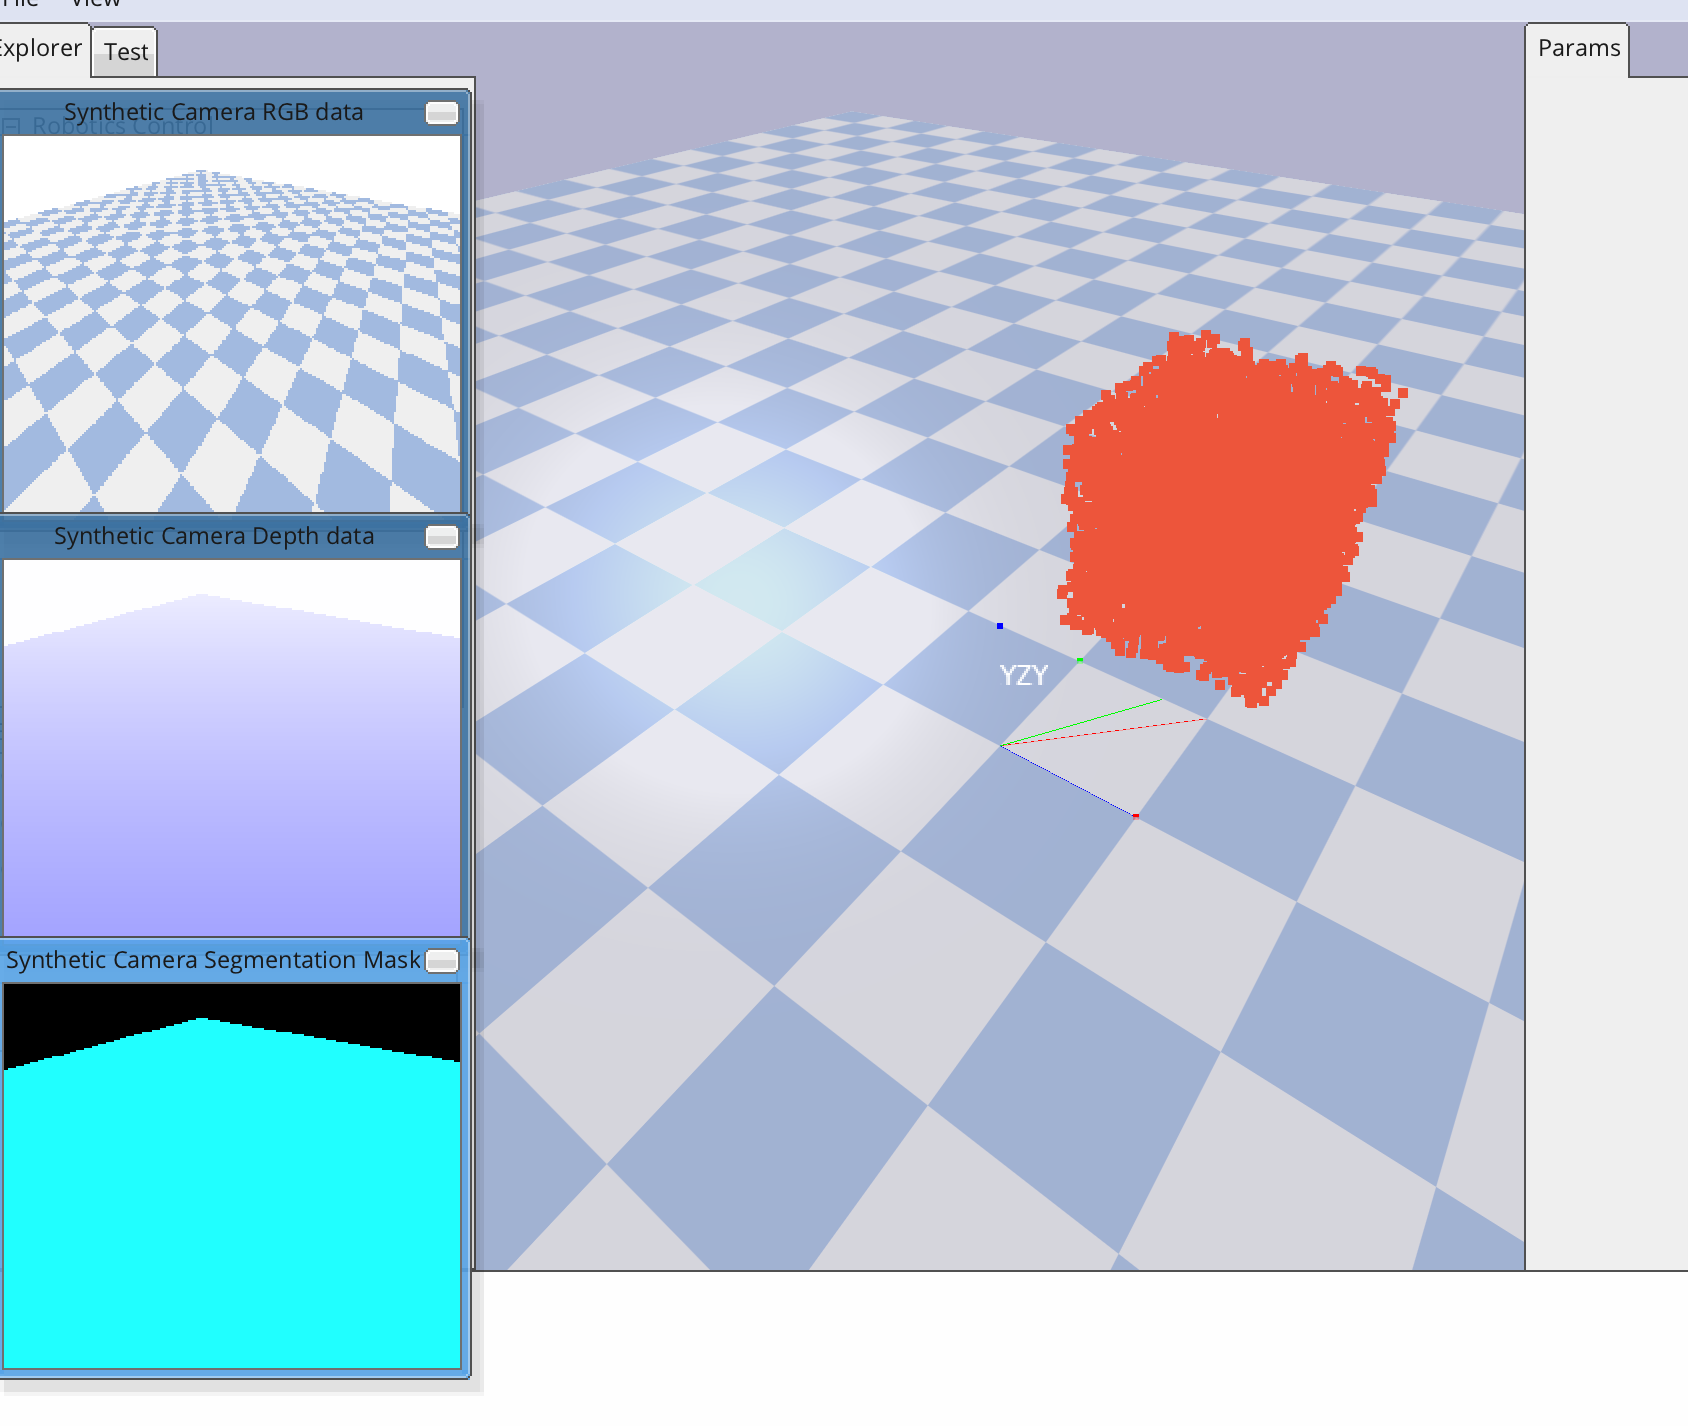 File View
Explorer Test
Params
Synthetic Camera RGB data
Robotics Control
Synthetic Camera Depth data
YZY
Synthetic Camera Segmentation Mask